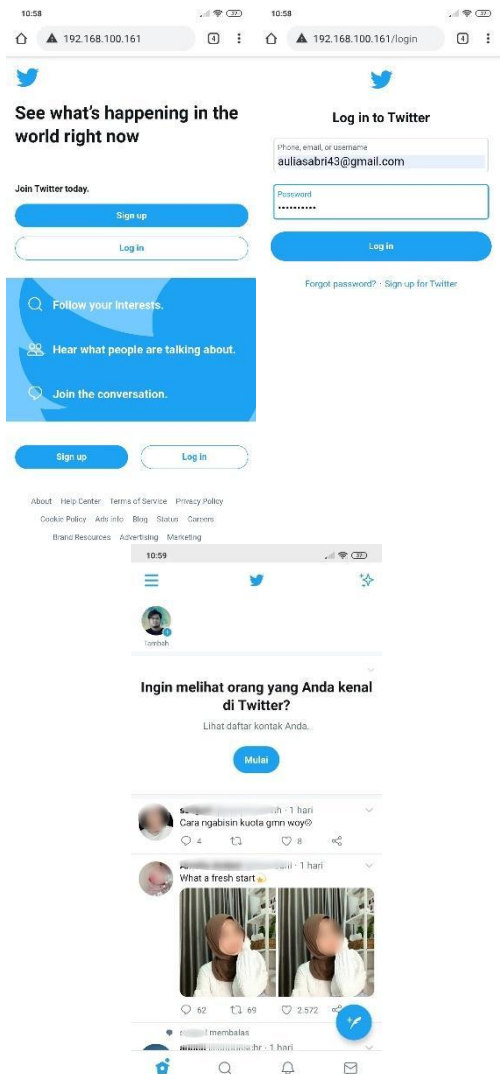 10:58
37
192.168.100.161
4
See what's happening in the
world right now
Join Twitter today.
Sign up
Log in
Follow your interests.
Hear what people are talking about.
Join the conversation.
Sign up
Log in
About Help Center Terms of Service Privacy Policy
Cookie Policy Ads info Blog Status Careers
Brand Resources Advertising Marketing
10:58
37
192.168.100.161/login
4
Log in to Twitter
Phone, email, or username
auliasabri43@gmail.com
Password
••••••••••
Log in
Forgot password? · Sign up for Twitter
10:59
37
Tambah
Ingin melihat orang yang Anda kenal
di Twitter?
Lihat daftar kontak Anda.
Mulai
· 1 hari
Cara ngabisin kuota gmn woy☹
4
8
· 1 hari
What a fresh start
62
69
2.572
membalas
· 1 hari